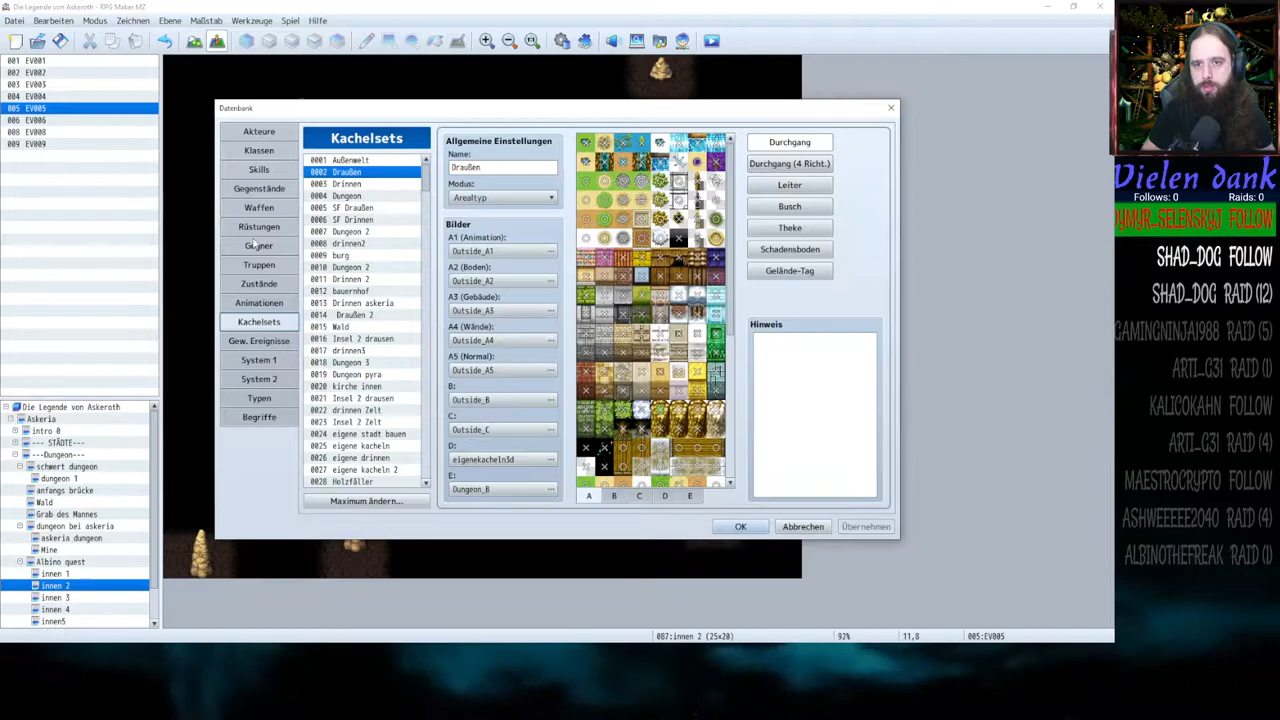 Die Legende von Askeroth - RPG Maker MZ
Datei Bearbeiten Modus Zeichnen Ebene Maßstab Werkzeuge Spiel Hilfe
001 EV001
002 EV002
003 EV003
004 EV004
005 EV005
006 EV006
008 EV008
009 EV009
Die Legende von Askeroth
Askeria
intro 0
--- STÄDTE---
---Dungeon---
schwert dungeon
dungeon 1
anfangs brücke
Wald
Grab des Mannes
dungeon bei askeria
askeria dungeon
Mine
Albino quest
innen 1
innen 2
innen 3
innen 4
innen5
Datenbank
Akteure
Klassen
Skills
Gegenstände
Waffen
Rüstungen
Gegner
Truppen
Zustände
Animationen
Kachelsets
Gew. Ereignisse
System 1
System 2
Typen
Begriffe
Kachelsets
0001 Außenwelt
0002 Draußen
0003 Drinnen
0004 Dungeon
0005 SF Draußen
0006 SF Drinnen
0007 Dungeon 2
0008 drinnen2
0009 burg
0010 Dungeon 2
0011 Drinnen 2
0012 bauernhof
0013 Drinnen askeria
0014 Draußen 2
0015 Wald
0016 Insel 2 drausen
0017 drinnen3
0018 Dungeon 3
0019 Dungeon pyra
0020 kirche innen
0021 Insel 2 drausen
0022 drinnen Zelt
0023 Insel 2 Zelt
0024 eigene stadt bauen
0025 eigene kacheln
0026 eigene drinnen
0027 eigene kacheln 2
0028 Holzfäller
Maximum ändern...
Allgemeine Einstellungen
Name:
Draußen
Modus:
Arealtyp
Bilder
A1 (Animation):
Outside_A1 ...
A2 (Boden):
Outside_A2 ...
A3 (Gebäude):
Outside_A3 ...
A4 (Wände):
Outside_A4 ...
A5 (Normal):
Outside_A5 ...
B:
Outside_B ...
C:
Outside_C ...
D:
eigenekacheln3d ...
E:
Dungeon_B ...
A B C D E
Durchgang
Durchgang (4 Richt.)
Leiter
Busch
Theke
Schadensboden
Gelände-Tag
Hinweis
OK Abbrechen Übernehmen
087:innen 2 (25x20) 92% 11,8 005:EV005
Vielen dank
Follows: 0 Raids: 0
DYMYR_SELENSKYJ FOLLOW
SHAD_DOG FOLLOW
SHAD_DOG RAID (12)
GAMINGNINJA1988 RAID (5)
ARTI_G31 RAID (1)
KALICOKAHN FOLLOW
ARTI_G31 RAID (4)
MAESTROCRYPTO FOLLOW
ASHWEEEEE2040 RAID (4)
ALBINOTHEFREAK RAID (1)